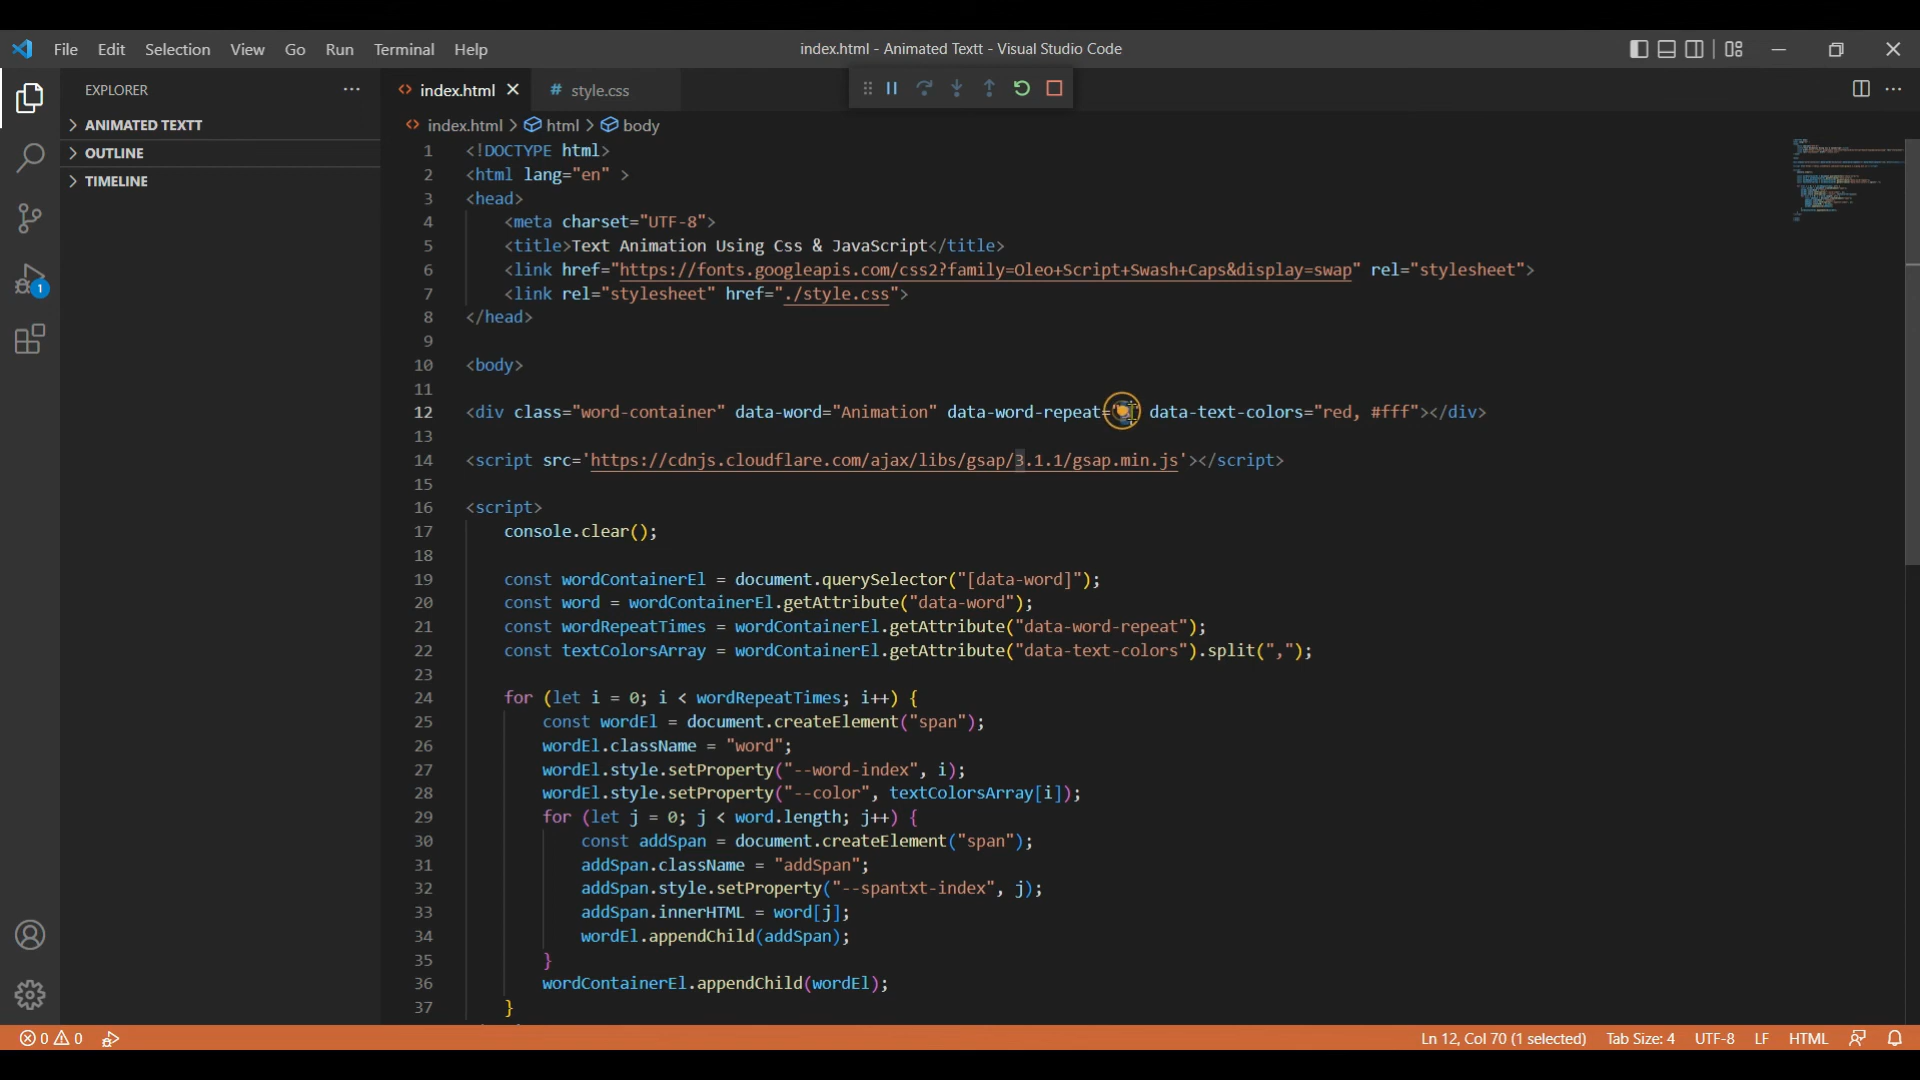 File Edit Selection View Go Run Terminal Help
index.html - Animated Textt - Visual Studio Code
EXPLORER
ANIMATED TEXTT
OUTLINE
TIMELINE
1
index.html
style.css
index.html > html > body
1 <!DOCTYPE html>
2 <html lang="en" >
3 <head>
4 <meta charset="UTF-8">
5 <title>Text Animation Using Css & JavaScript</title>
6 <link href="https://fonts.googleapis.com/css2?family=Oleo+Script+Swash+Caps&display=swap" rel="stylesheet">
7 <link rel="stylesheet" href="./style.css">
8 </head>
9
10 <body>
11
12 <div class="word-container" data-word="Animation" data-word-repeat=" data-text-colors="red, #fff"></div>
13
14 <script src='https://cdnjs.cloudflare.com/ajax/libs/gsap/3.1.1/gsap.min.js'></script>
15
16 <script>
17 console.clear();
18
19 const wordContainerEl = document.querySelector("[data-word]");
20 const word = wordContainerEl.getAttribute("data-word");
21 const wordRepeatTimes = wordContainerEl.getAttribute("data-word-repeat");
22 const textColorsArray = wordContainerEl.getAttribute("data-text-colors").split(",");
23
24 for (let i = 0; i < wordRepeatTimes; i++) {
25 const wordEl = document.createElement("span");
26 wordEl.className = "word";
27 wordEl.style.setProperty("--word-index", i);
28 wordEl.style.setProperty("--color", textColorsArray[i]);
29 for (let j = 0; j < word.length; j++) {
30 const addSpan = document.createElement("span");
31 addSpan.className = "addSpan";
32 addSpan.style.setProperty("--spantxt-index", j);
33 addSpan.innerHTML = word[j];
34 wordEl.appendChild(addSpan);
35 }
36 wordContainerEl.appendChild(wordEl);
37 }
0 0
Ln 12, Col 70 (1 selected) Tab Size: 4 UTF-8 LF HTML